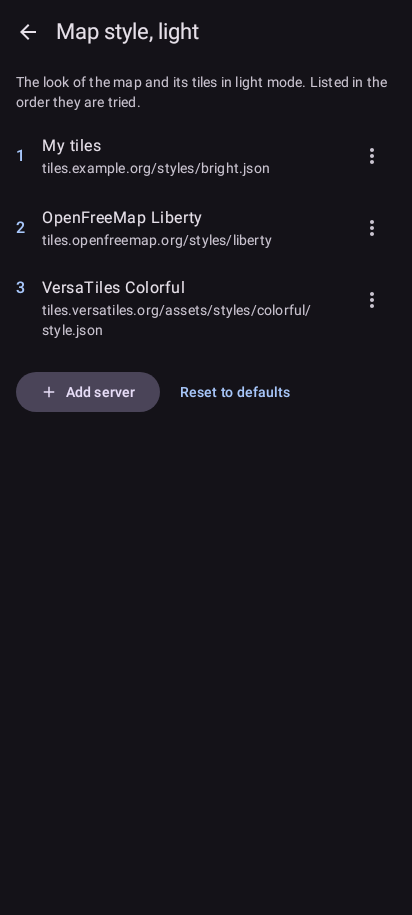 Map style, light
The look of the map and its tiles in light mode. Listed in the
order they are tried.
1
My tiles
tiles.example.org/styles/bright.json
2
OpenFreeMap Liberty
tiles.openfreemap.org/styles/liberty
3
VersaTiles Colorful
tiles.versatiles.org/assets/styles/colorful/
style.json
Add server
Reset to defaults